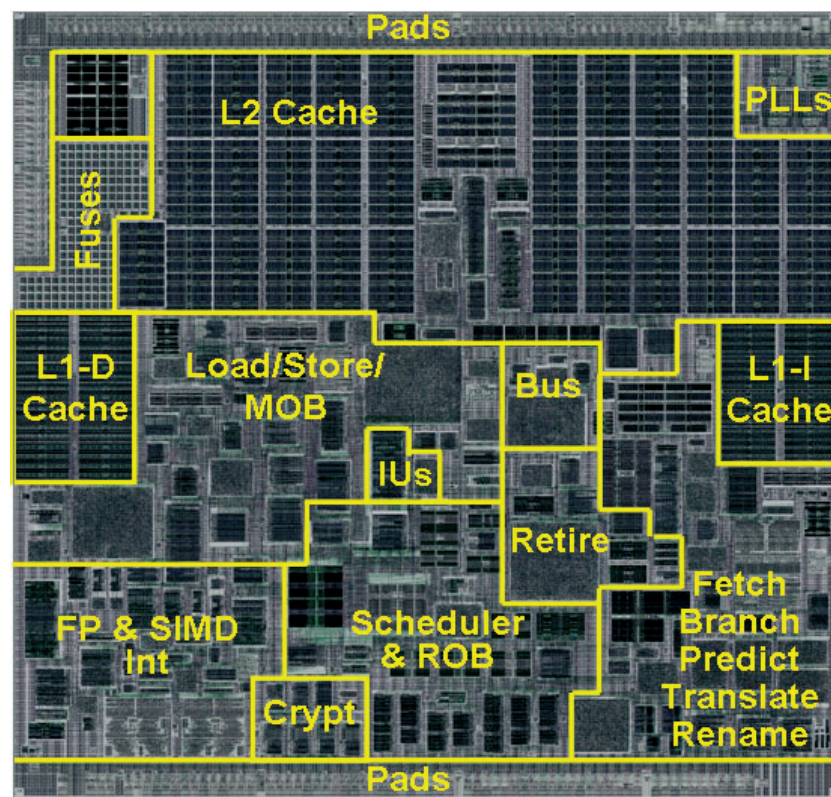 Pads
L2 Cache
PLLs
Fuses
L1-D
Cache
Load/Store/
MOB
Bus
L1-I
Cache
IUs
Retire
FP & SIMD
Int
Scheduler
& ROB
Fetch
Branch
Predict
Translate
Rename
Crypt
Pads